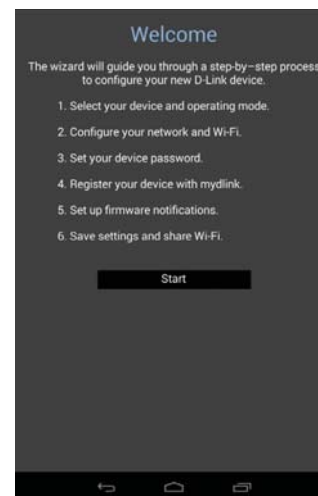 Welcome
The wizard will guide you through a step-by-step process
to configure your new D-Link device.
1. Select your device and operating mode.
2. Configure your network and Wi-Fi.
3. Set your device password.
4. Register your device with mydlink.
5. Set up firmware notifications.
6. Save settings and share Wi-Fi.
Start